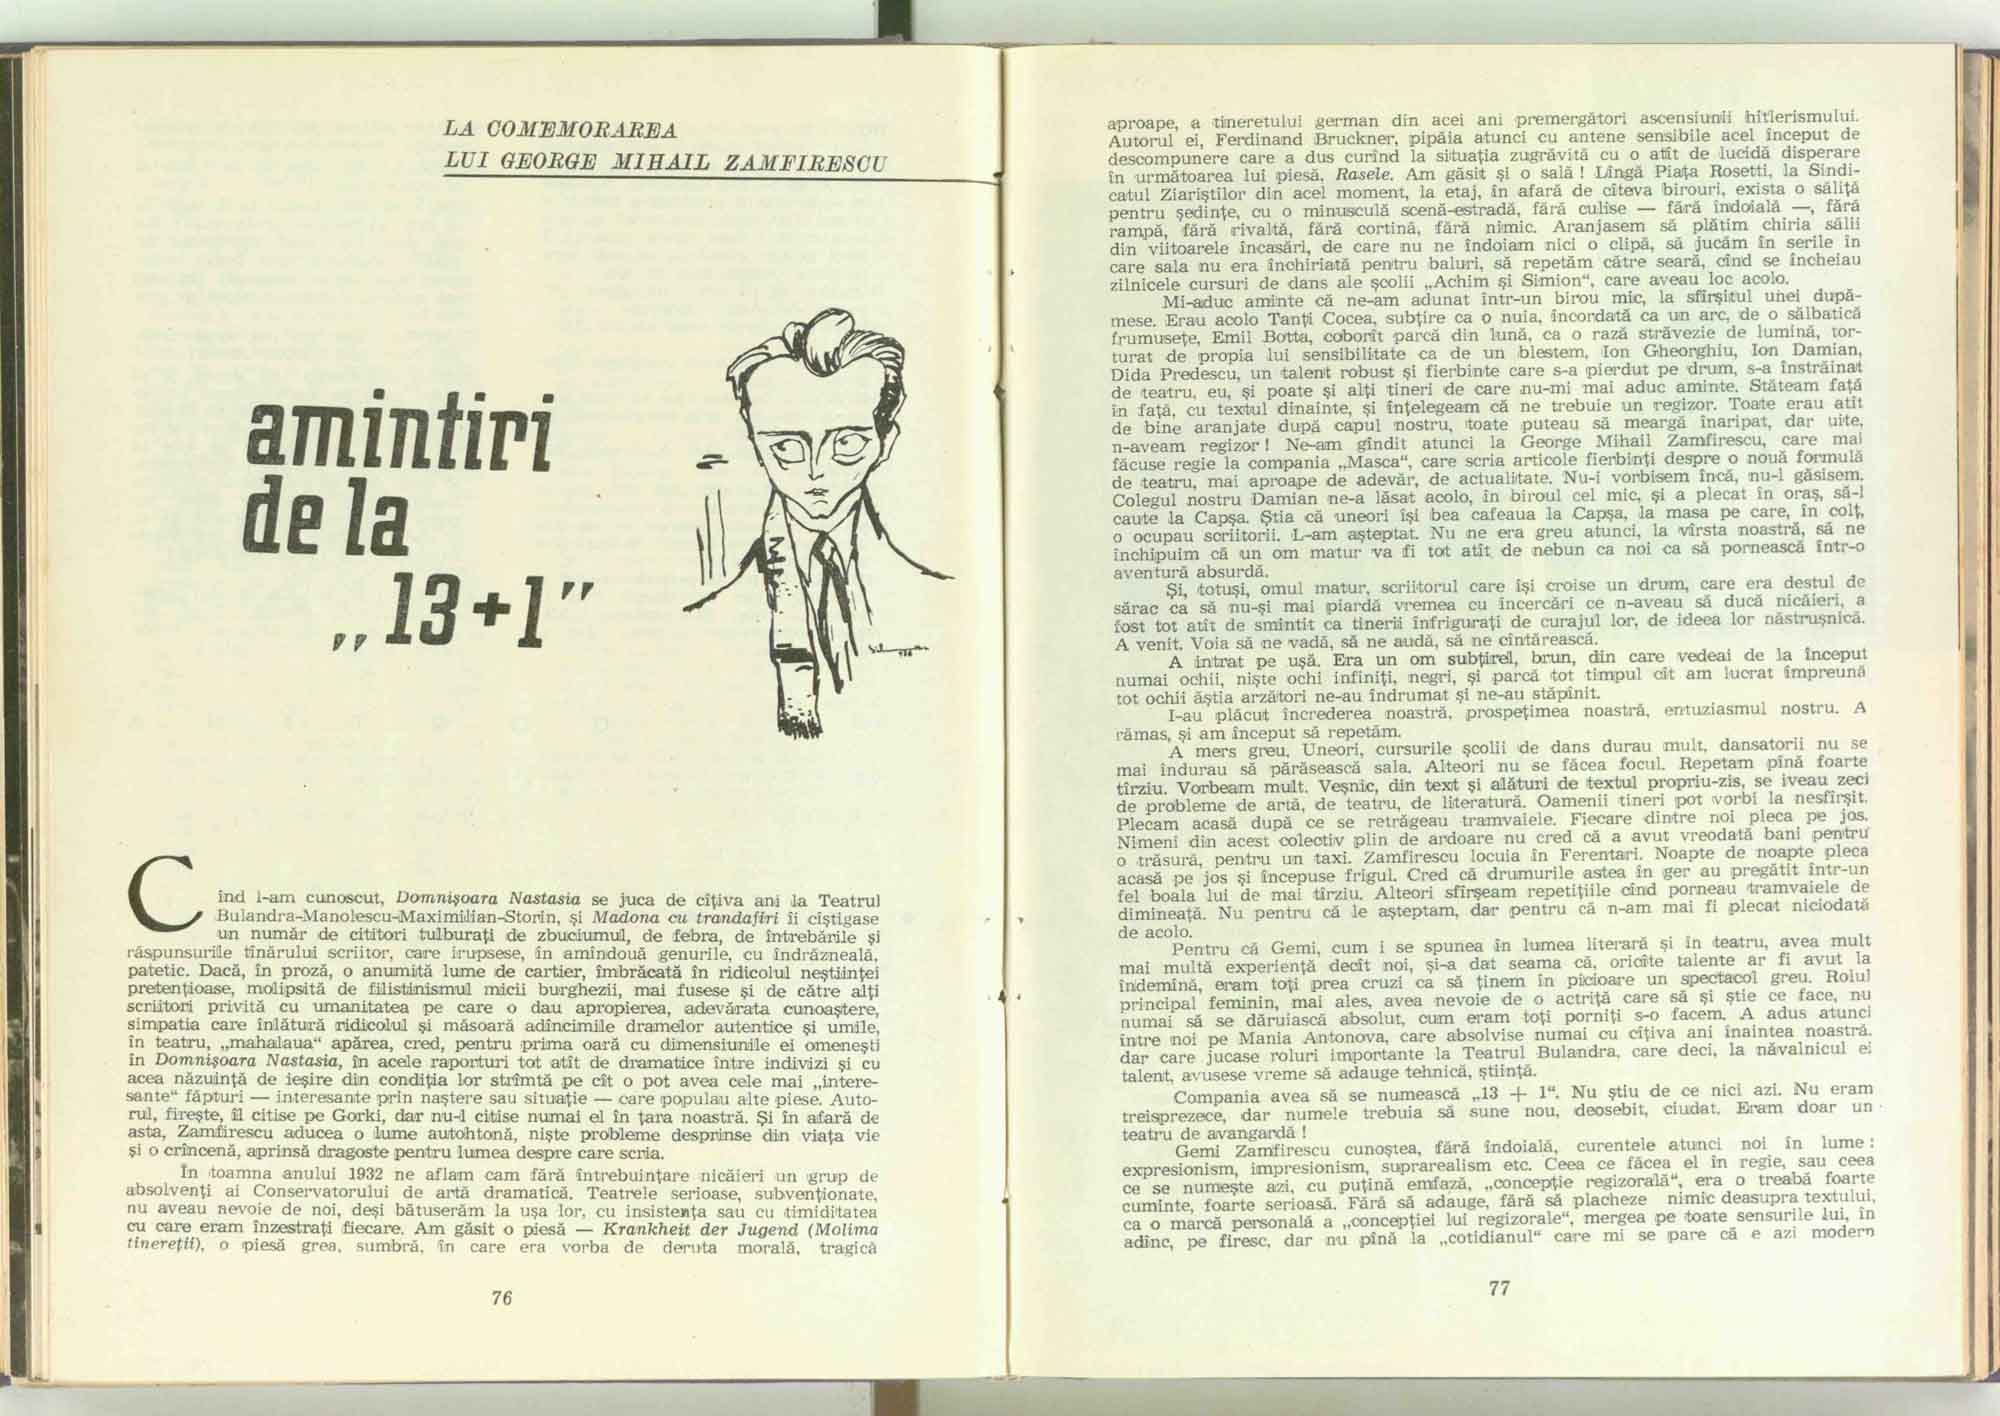 LA COMEMORAREA
LUI GEORGE MIHAIL ZAMFIRESCU
amintiri
de la
„13+1”
Cînd l-am cunoscut, Domnişoara Nastasia se juca de cîţiva ani la Teatrul
Bulandra-Manolescu-Maximilian-Storin, şi Madona cu trandafiri îi cîştigase
un număr de cititori tulburaţi de zbuciumul, de febra, de întrebările şi
răspunsurile tînărului scriitor, care irupsese, în amîndouă genurile, cu îndrăzneală,
patetic. Dacă, în proză, o anumită lume de cartier, îmbrăcată în ridicolul neştiinţei
pretenţioase, molipsită de filistinismul micii burghezii, mai fusese şi de către alţi
scriitori privită cu umanitatea pe care o dau apropierea, adevărata cunoaştere,
simpatia care înlătură ridicolul şi măsoară adîncimile dramelor autentice şi umile,
în teatru, „mahalaua“ apărea, cred, pentru prima oară cu dimensiunile ei omeneşti
în Domnişoara Nastasia, în acele raporturi tot atît de dramatice între indivizi şi cu
acea năzuinţă de ieşire din condiţia lor strîmtă pe cît o pot avea cele mai „intere-
sante“ făpturi — interesante prin naştere sau situaţie — care populau alte piese. Auto-
rul, fireşte, îl citise pe Gorki, dar nu-l citise numai el în ţara noastră. Şi în afară de
asta, Zamfirescu aducea o lume autohtonă, nişte probleme desprinse din viaţa vie
şi o crîncenă, aprinsă dragoste pentru lumea despre care scria.
În toamna anului 1932 ne aflam cam fără întrebuinţare nicăieri un grup de
absolvenţi ai Conservatorului de artă dramatică. Teatrele serioase, subvenţionate,
nu aveau nevoie de noi, deşi bătuserăm la uşa lor, cu insistenţa sau cu timiditatea
cu care eram înzestraţi fiecare. Am găsit o piesă — Krankheit der Jugend (Molima
tinereţii), o piesă grea, sumbră, în care era vorba de deruta morală, tragică
76
aproape, a tineretului german din acei ani premergători ascensiunii hitlerismului.
Autorul ei, Ferdinand Bruckner, pipăia atunci cu antene sensibile acel început de
descompunere care a dus curînd la situaţia zugrăvită cu o atît de lucidă disperare
în următoarea lui piesă, Rasele. Am găsit şi o sală ! Lîngă Piaţa Rosetti, la Sindi-
catul Ziariştilor din acel moment, la etaj, în afară de cîteva birouri, exista o săliţă
pentru şedinţe, cu o minusculă scenă-estradă, fără culise — fără îndoială —, fără
rampă, fără rivaltă, fără cortină, fără nimic. Aranjasem să plătim chiria sălii
din viitoarele încasări, de care nu ne îndoiam nici o clipă, să jucăm în serile în
care sala nu era închiriată pentru baluri, să repetăm către seară, cînd se încheiau
zilnicele cursuri de dans ale şcolii „Achim şi Simion“, care aveau loc acolo.
Mi-aduc aminte că ne-am adunat într-un birou mic, la sfîrşitul unei după-
mese. Erau acolo Tanţi Cocea, subţire ca o nuia, încordată ca un arc, de o sălbatică
frumuseţe, Emil Botta, coborît parcă din lună, ca o rază străvezie de lumină, tor-
turat de propia lui sensibilitate ca de un blestem, Ion Gheorghiu, Ion Damian,
Dida Predescu, un talent robust şi fierbinte care s-a pierdut pe drum, s-a înstrăinat
de teatru, eu, şi poate şi alţi tineri de care nu-mi mai aduc aminte. Stăteam faţă
în faţă, cu textul dinainte, şi înţelegeam că ne trebuie un regizor. Toate erau atît
de bine aranjate după capul nostru, toate puteau să meargă înaripat, dar uite,
n-aveam regizor ! Ne-am gîndit atunci la George Mihail Zamfirescu, care mai
făcuse regie la compania „Masca“, care scria articole fierbinţi despre o nouă formulă
de teatru, mai aproape de adevăr, de actualitate. Nu-i vorbisem încă, nu-l găsisem.
Colegul nostru Damian ne-a lăsat acolo, în biroul cel mic, şi a plecat în oraş, să-l
caute la Capşa. Ştia că uneori îşi bea cafeaua la Capşa, la masa pe care, în colţ,
o ocupau scriitorii. L-am aşteptat. Nu ne era greu atunci, la vîrsta noastră, să ne
închipuim că un om matur va fi tot atît de nebun ca noi ca să pornească într-o
aventură absurdă.
Şi, totuşi, omul matur, scriitorul care îşi croise un drum, care era destul de
sărac ca să nu-şi mai piardă vremea cu încercări ce n-aveau să ducă nicăieri, a
fost tot atît de smintit ca tinerii înfriguraţi de curajul lor, de ideea lor năstruşnică.
A venit. Voia să ne vadă, să ne audă, să ne cîntărească.
A intrat pe uşă. Era un om subţirel, brun, din care vedeai de la început
numai ochii, nişte ochi infiniţi, negri, şi parcă tot timpul cît am lucrat împreună
tot ochii ăştia arzători ne-au îndrumat şi ne-au stăpînit.
I-au plăcut încrederea noastră, prospeţimea noastră, entuziasmul nostru. A
rămas, şi am început să repetăm.
A mers greu. Uneori, cursurile şcolii de dans durau mult, dansatorii nu se
mai îndurau să părăsească sala. Alteori nu se făcea focul. Repetam pînă foarte
tîrziu. Vorbeam mult. Veşnic, din text şi alături de textul propriu-zis, se iveau zeci
de probleme de artă, de teatru, de literatură. Oamenii tineri pot vorbi la nesfîrşit.
Plecam acasă după ce se retrăgeau tramvaiele. Fiecare dintre noi pleca pe jos.
Nimeni din acest colectiv plin de ardoare nu cred că a avut vreodată bani pentru
o trăsură, pentru un taxi. Zamfirescu locuia în Ferentari. Noapte de noapte pleca
acasă pe jos şi începuse frigul. Cred că drumurile astea în ger au pregătit într-un
fel boala lui de mai tîrziu. Alteori sfîrşeam repetiţiile cînd porneau tramvaiele de
dimineaţă. Nu pentru că le aşteptam, dar pentru că n-am mai fi plecat niciodată
de acolo.
Pentru că Gemi, cum i se spunea în lumea literară şi în teatru, avea mult
mai multă experienţă decît noi, şi-a dat seama că, oricîte talente ar fi avut la
îndemînă, eram toţi prea cruzi ca să ţinem în picioare un spectacol greu. Rolul
principal feminin, mai ales, avea nevoie de o actriţă care să şi ştie ce face, nu
numai să se dăruiască absolut, cum eram toţi porniţi s-o facem. A adus atunci
între noi pe Mania Antonova, care absolvise numai cu cîţiva ani înaintea noastră.
dar care jucase roluri importante la Teatrul Bulandra, care deci, la năvalnicul ei
talent, avusese vreme să adauge tehnică, ştiinţă.
Compania avea să se numească „13 + 1“. Nu ştiu de ce nici azi. Nu eram
treisprezece, dar numele trebuia să sune nou, deosebit, ciudat. Eram doar un
teatru de avangardă !
Gemi Zamfirescu cunoştea, fără îndoială, curentele atunci noi în lume :
expresionism, impresionism, suprarealism etc. Ceea ce făcea el în regie, sau ceea
ce se numeşte azi, cu puţină emfază, „concepţie regizorală“, era o treabă foarte
cuminte, foarte serioasă. Fără să adauge, fără să placheze nimic deasupra textului,
ca o marcă personală a „concepţiei lui regizorale“, mergea pe toate sensurile lui, în
adînc, pe firesc, dar nu pînă la „cotidianul“ care mi se pare că e azi modern
77